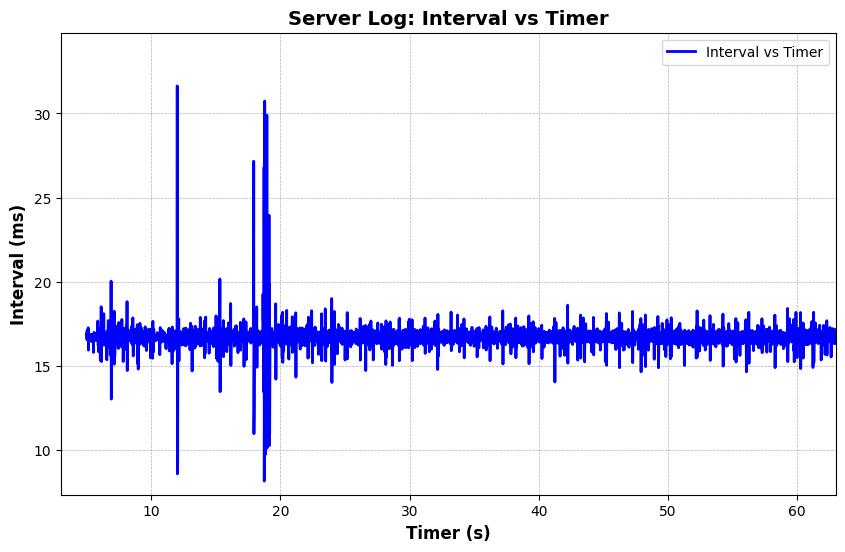 Server Log: Interval vs Timer
Interval vs Timer
Interval (ms)
30
25
20
15
10
10 20 30 40 50 60
Timer (s)